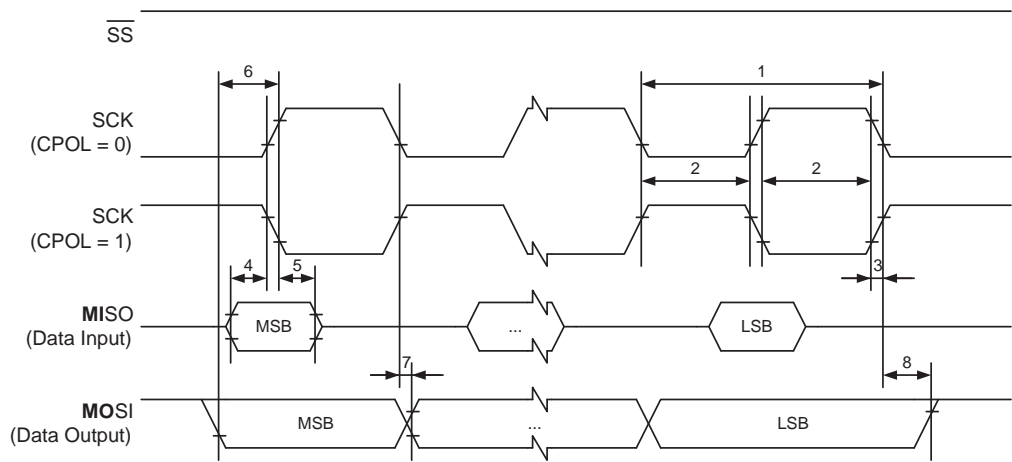 SS
6
1
SCK
(CPOL = 0)
2
2
SCK
(CPOL = 1)
4
5
3
MISO
(Data Input)
MSB
...
LSB
7
8
MOSI
(Data Output)
MSB
...
LSB